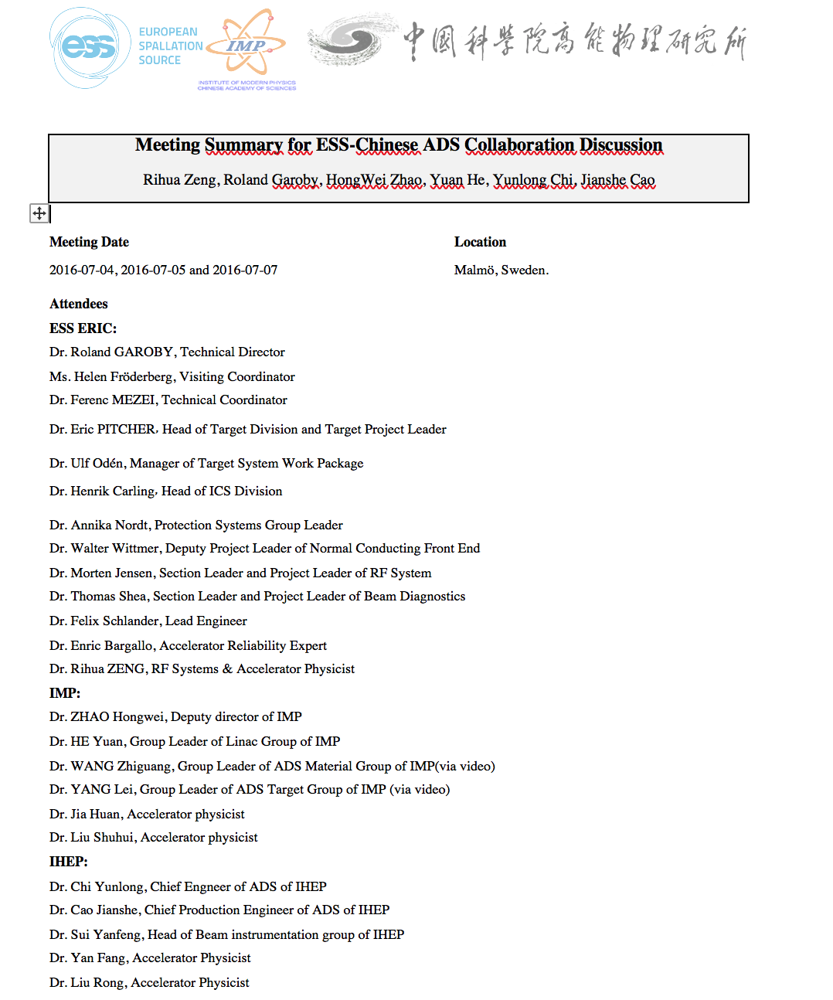 ess
EUROPEAN
SPALLATION
SOURCE
IMP
INSTITUTE OF MODERN PHYSICS
CHINESE ACADEMY OF SCIENCES
中國科學院高能物理研究所
Meeting Summary for ESS-Chinese ADS Collaboration Discussion
Rihua Zeng, Roland Garoby, HongWei Zhao, Yuan He, Yunlong Chi, Jianshe Cao
Meeting Date
Location
2016-07-04, 2016-07-05 and 2016-07-07
Malmö, Sweden.
Attendees
ESS ERIC:
Dr. Roland GAROBY, Technical Director
Ms. Helen Fröderberg, Visiting Coordinator
Dr. Ferenc MEZEI, Technical Coordinator
Dr. Eric PITCHER, Head of Target Division and Target Project Leader
Dr. Ulf Odén, Manager of Target System Work Package
Dr. Henrik Carling, Head of ICS Division
Dr. Annika Nordt, Protection Systems Group Leader
Dr. Walter Wittmer, Deputy Project Leader of Normal Conducting Front End
Dr. Morten Jensen, Section Leader and Project Leader of RF System
Dr. Thomas Shea, Section Leader and Project Leader of Beam Diagnostics
Dr. Felix Schlander, Lead Engineer
Dr. Enric Bargallo, Accelerator Reliability Expert
Dr. Rihua ZENG, RF Systems & Accelerator Physicist
IMP:
Dr. ZHAO Hongwei, Deputy director of IMP
Dr. HE Yuan, Group Leader of Linac Group of IMP
Dr. WANG Zhiguang, Group Leader of ADS Material Group of IMP(via video)
Dr. YANG Lei, Group Leader of ADS Target Group of IMP (via video)
Dr. Jia Huan, Accelerator physicist
Dr. Liu Shuhui, Accelerator physicist
IHEP:
Dr. Chi Yunlong, Chief Engneer of ADS of IHEP
Dr. Cao Jianshe, Chief Production Engineer of ADS of IHEP
Dr. Sui Yanfeng, Head of Beam instrumentation group of IHEP
Dr. Yan Fang, Accelerator Physicist
Dr. Liu Rong, Accelerator Physicist